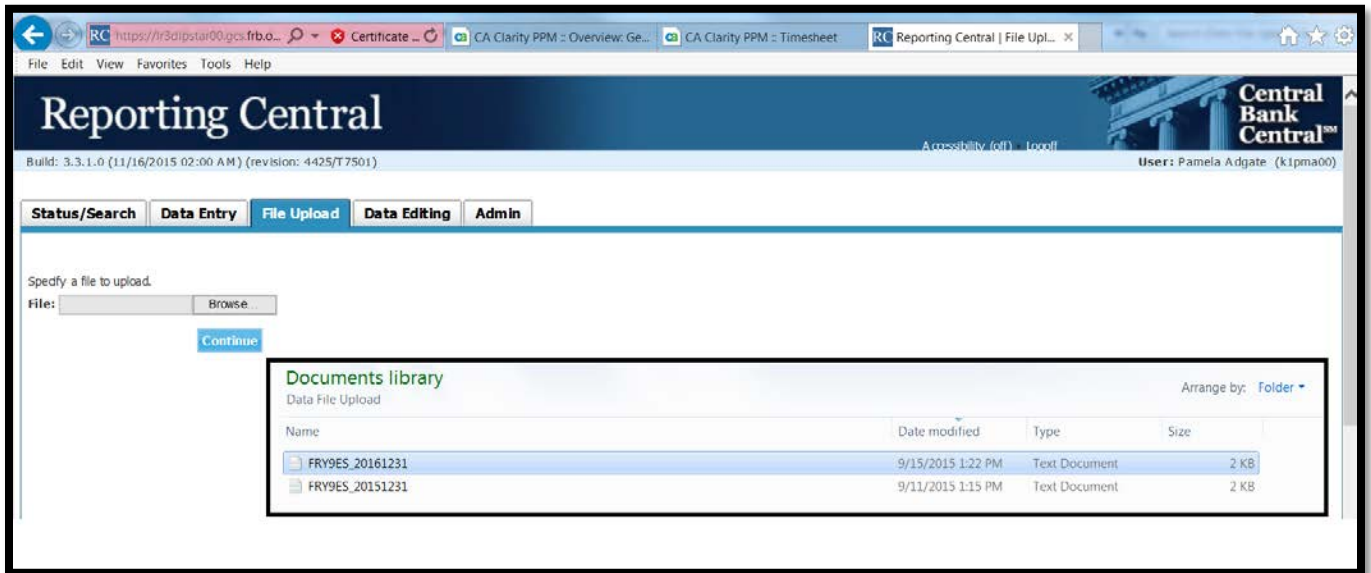 RC https://lr3dipstar00.gcs.frb.o... Certificate ... CA Clarity PPM :: Overview: Ge... CA Clarity PPM :: Timesheet RC Reporting Central | File Upl... ×
File Edit View Favorites Tools Help
Reporting Central
Central
Bank
Central℠
Accessibility (off) Logoff
Build: 3.3.1.0 (11/16/2015 02:00 AM) (revision: 4425/T7501) User: Pamela Adgate (k1pma00)
Status/Search Data Entry File Upload Data Editing Admin
Specify a file to upload.
File: Browse...
Continue
Documents library
Data File Upload
Arrange by: Folder
Name Date modified Type Size
FRY9ES_20161231 9/15/2015 1:22 PM Text Document 2 KB
FRY9ES_20151231 9/11/2015 1:15 PM Text Document 2 KB